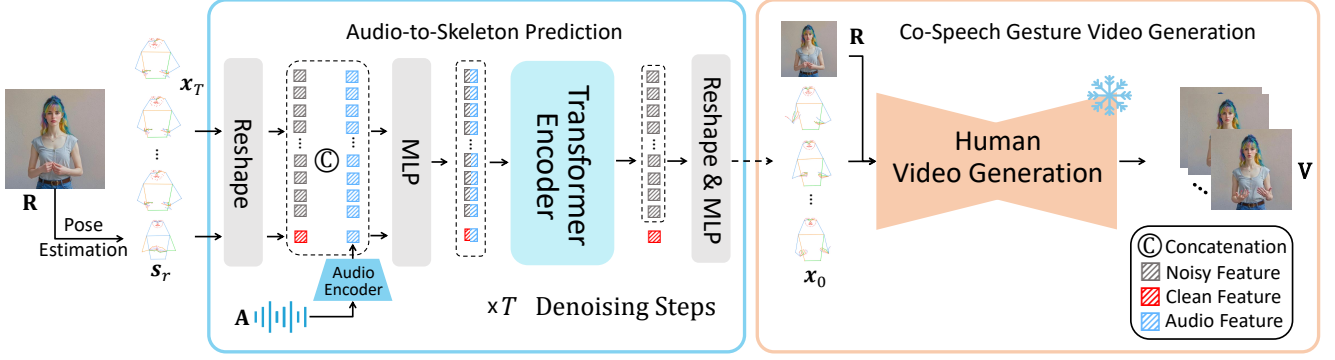 Audio-to-Skeleton Prediction
Co-Speech Gesture Video Generation
R
Pose
Estimation
x_T
...
s_r
Reshape
©
MLP
Transformer
Encoder
Reshape & MLP
Audio
Encoder
A
×T Denoising Steps
R
...
x_0
Human
Video Generation
...
V
© Concatenation
Noisy Feature
Clean Feature
Audio Feature